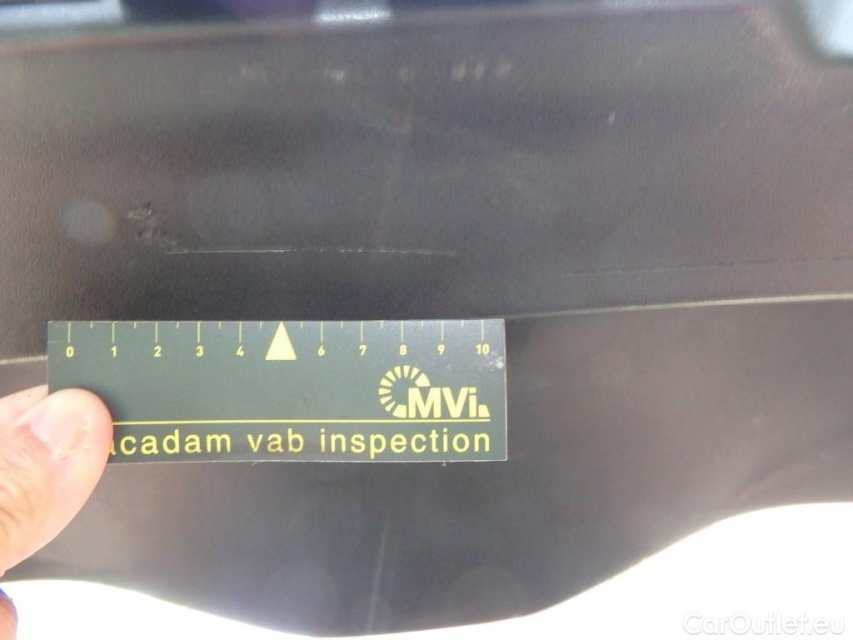 0 1 2 3 4 6 7 8 9 10
MVi
acadam vab inspection
CarOutlet.eu